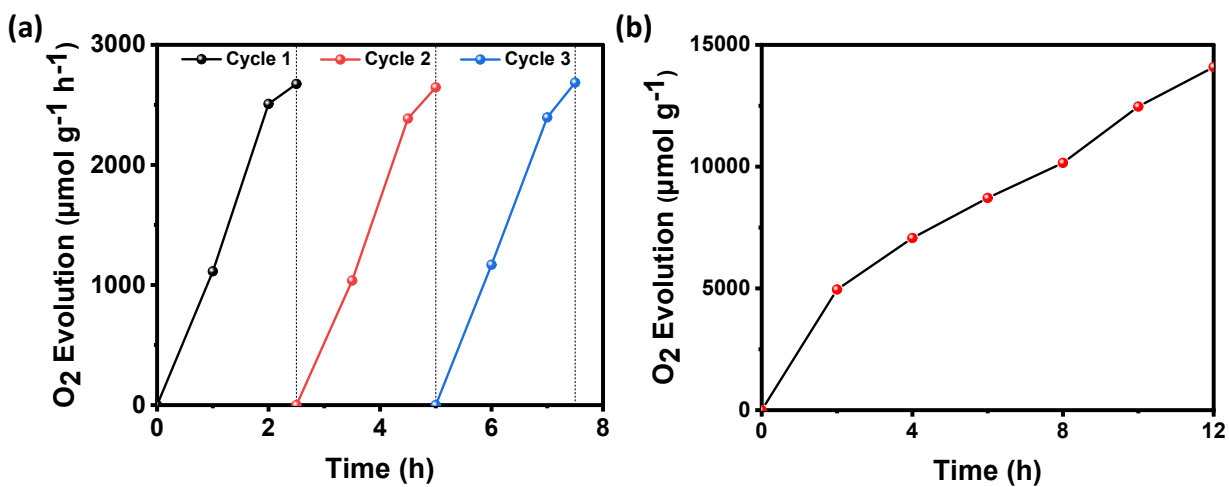 (a)
O2 Evolution (μmol g-1 h-1)
3000
2000
1000
0
Cycle 1 Cycle 2 Cycle 3
0 2 4 6 8
Time (h)
(b)
O2 Evolution (μmol g-1)
15000
10000
5000
0
0 4 8 12
Time (h)